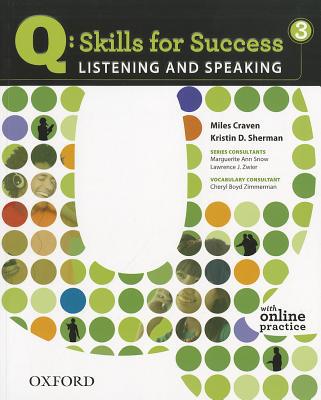 Q: Skills for Success 3
LISTENING AND SPEAKING
Miles Craven
Kristin D. Sherman
SERIES CONSULTANTS
Marguerite Ann Snow
Lawrence J. Zwier
VOCABULARY CONSULTANT
Cheryl Boyd Zimmerman
with
online
practice
OXFORD